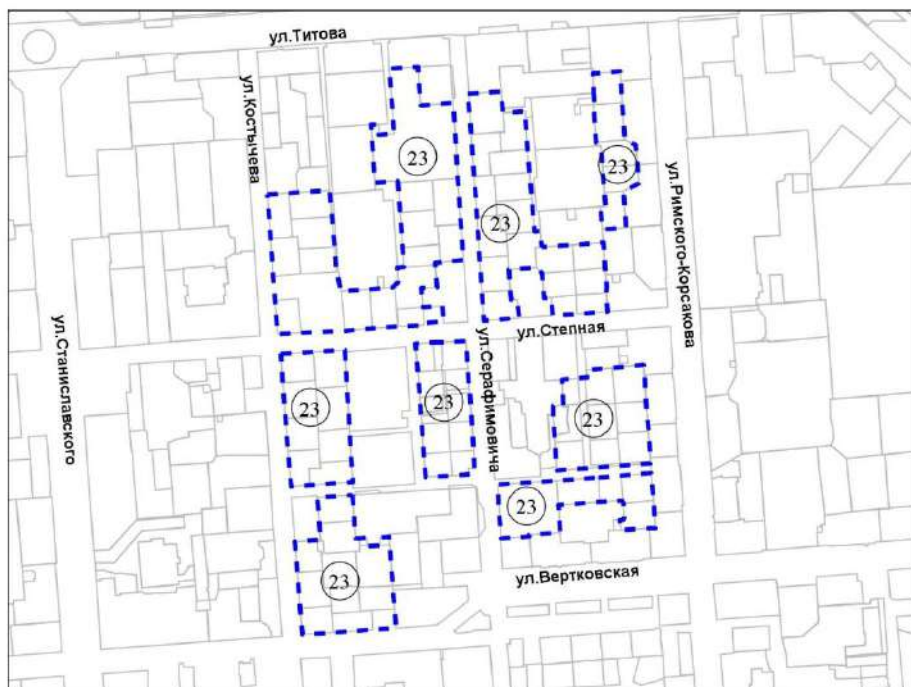 ул.Титова
ул.Костычева
23
23
ул.Римского-Корсакова
23
ул.Станиславского
ул.Степная
ул.Серафимовича
23
23
23
23
ул.Вертковская
23